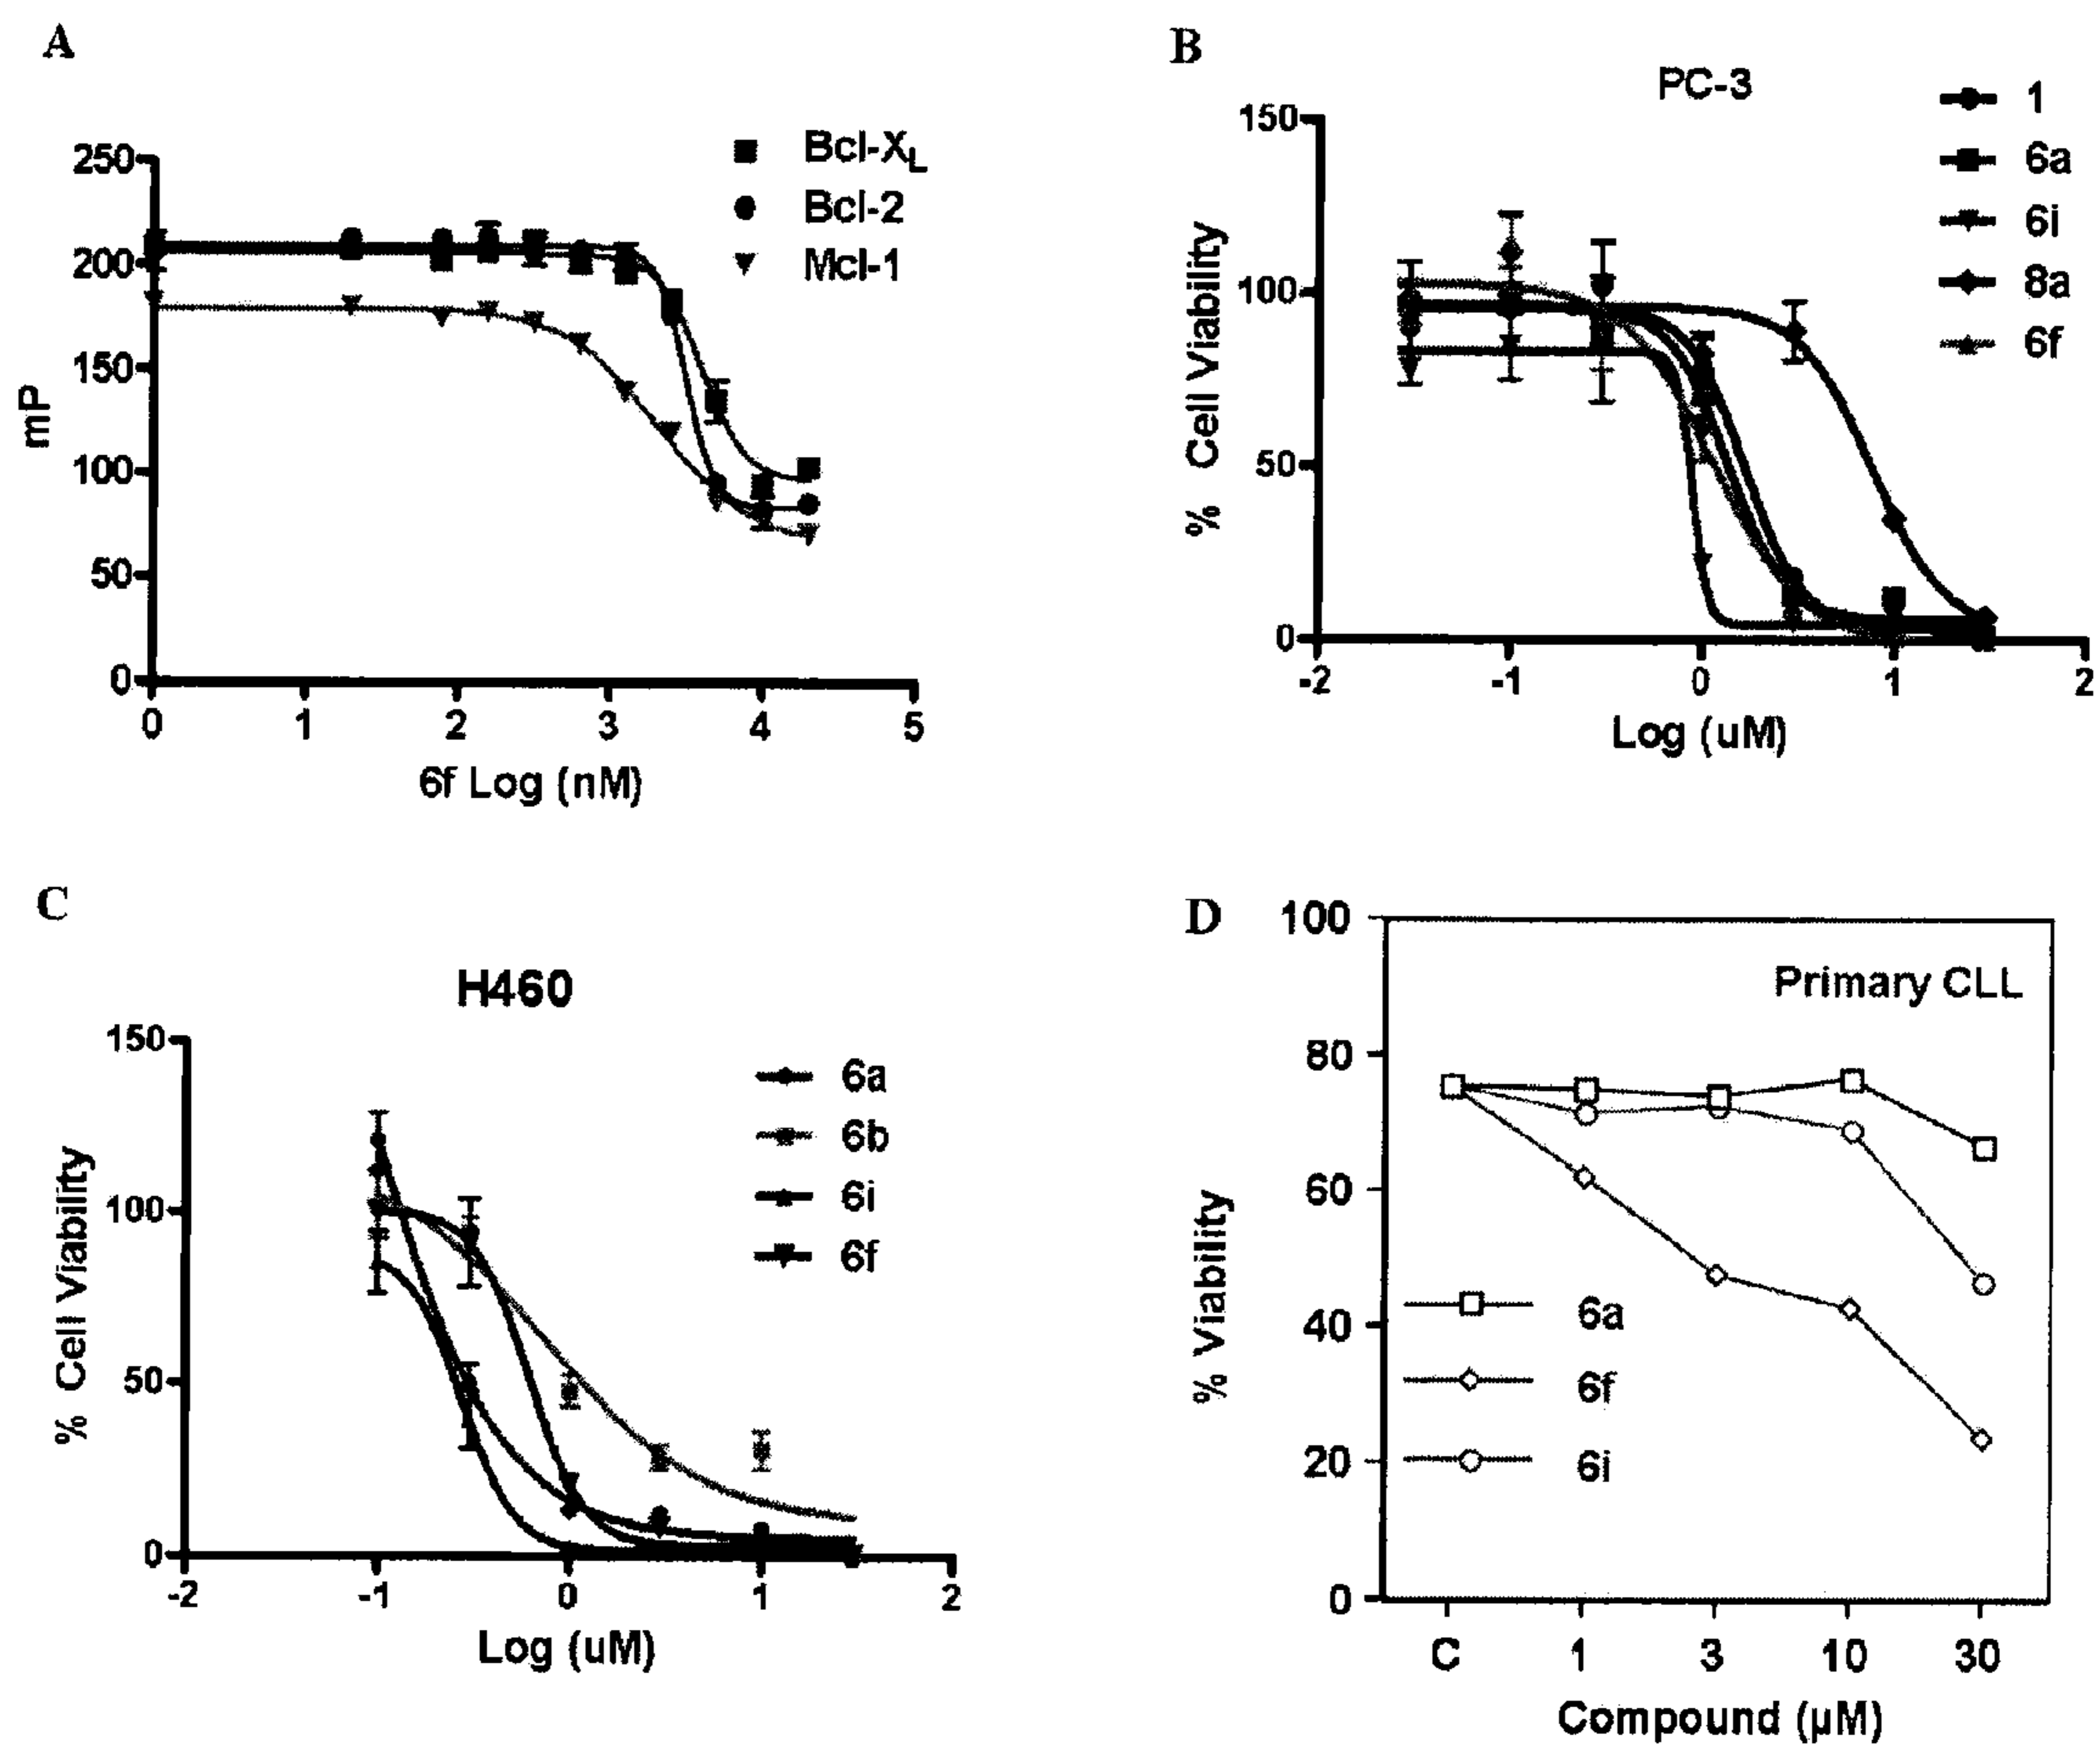 A
250
200
150
100
50
0
mP
0 1 2 3 4 5
6f Log (nM)
Bcl-XL
Bcl-2
Mcl-1
B
PC-3
150
100
50
0
% Cell Viability
-2 -1 0 1 2
Log (uM)
1
6a
6i
8a
6f
C
H460
150
100
50
0
% Cell Viability
-2 -1 0 1 2
Log (uM)
6a
6b
6i
6f
D
Primary CLL
100
80
60
40
20
0
% Viability
6a
6f
6i
C 1 3 10 30
Compound (µM)